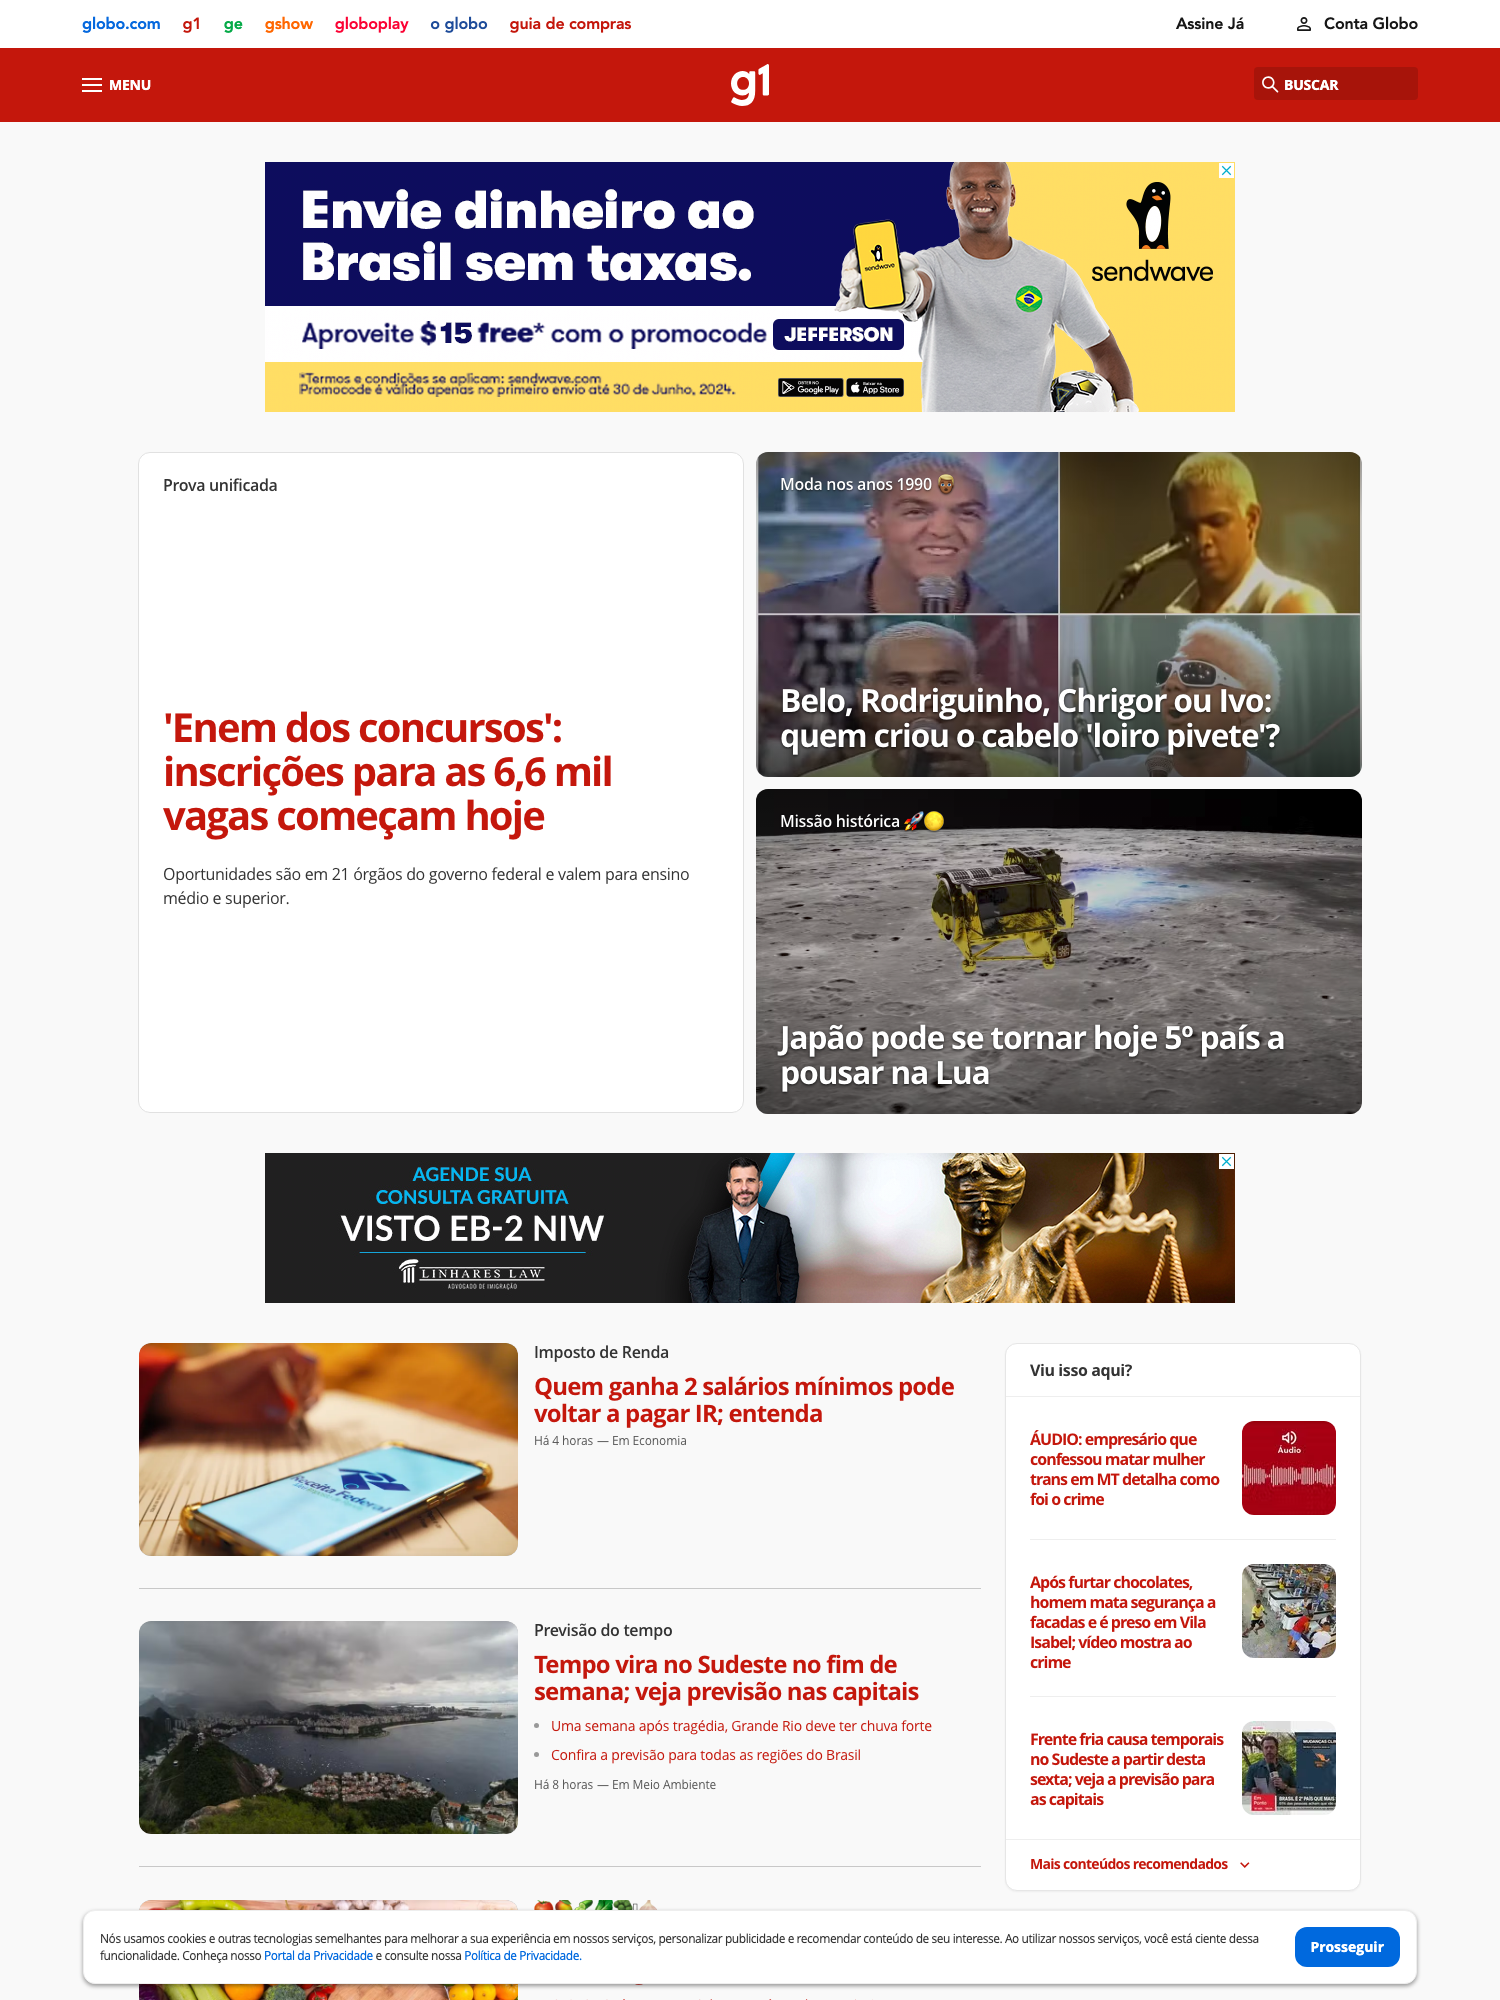 globo.com g1 ge gshow globoplay o globo guia de compras Assine Já Conta Globo
MENU g1 BUSCAR
Envie dinheiro ao
Brasil sem taxas.
sendwave
sendwave
Aproveite $15 free* com o promocode JEFFERSON
*Termos e condições se aplicam: sendwave.com
Promocode é válido apenas no primeiro envio até 30 de Junho, 2024.
Google Play
App Store
Prova unificada
'Enem dos concursos':
inscrições para as 6,6 mil
vagas começam hoje
Oportunidades são em 21 órgãos do governo federal e valem para ensino
médio e superior.
Moda nos anos 1990
Belo, Rodriguinho, Chrigor ou Ivo:
quem criou o cabelo 'loiro pivete'?
Missão histórica 🚀🌕
Japão pode se tornar hoje 5º país a
pousar na Lua
AGENDE SUA
CONSULTA GRATUITA
VISTO EB-2 NIW
LINHARES LAW
ADVOGADO DE IMIGRAÇÃO
Receita Federal
Imposto de Renda
Quem ganha 2 salários mínimos pode
voltar a pagar IR; entenda
Há 4 horas — Em Economia
Previsão do tempo
Tempo vira no Sudeste no fim de
semana; veja previsão nas capitais
Uma semana após tragédia, Grande Rio deve ter chuva forte
Confira a previsão para todas as regiões do Brasil
Há 8 horas — Em Meio Ambiente
Viu isso aqui?
ÁUDIO: empresário que
confessou matar mulher
trans em MT detalha como
foi o crime
Áudio
Após furtar chocolates,
homem mata segurança a
facadas e é preso em Vila
Isabel; vídeo mostra ao
crime
Frente fria causa temporais
no Sudeste a partir desta
sexta; veja a previsão para
as capitais
MUDANÇAS CLI
Em Ponto
BRASIL É 2º PAÍS QUE MAIS
Mais conteúdos recomendados
Nós usamos cookies e outras tecnologias semelhantes para melhorar a sua experiência em nossos serviços, personalizar publicidade e recomendar conteúdo de seu interesse. Ao utilizar nossos serviços, você está ciente dessa
funcionalidade. Conheça nosso Portal da Privacidade e consulte nossa Política de Privacidade.
Prosseguir